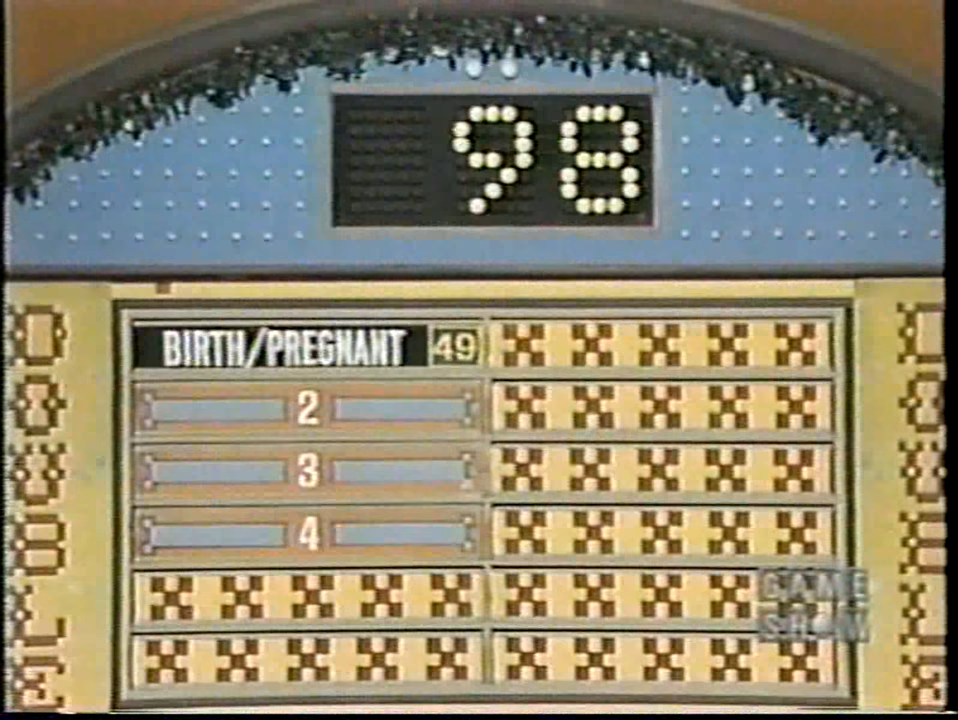 98
BIRTH/PREGNANT 49
2
3
4
GAME
SHOW
DOUBLE
DOUBLE